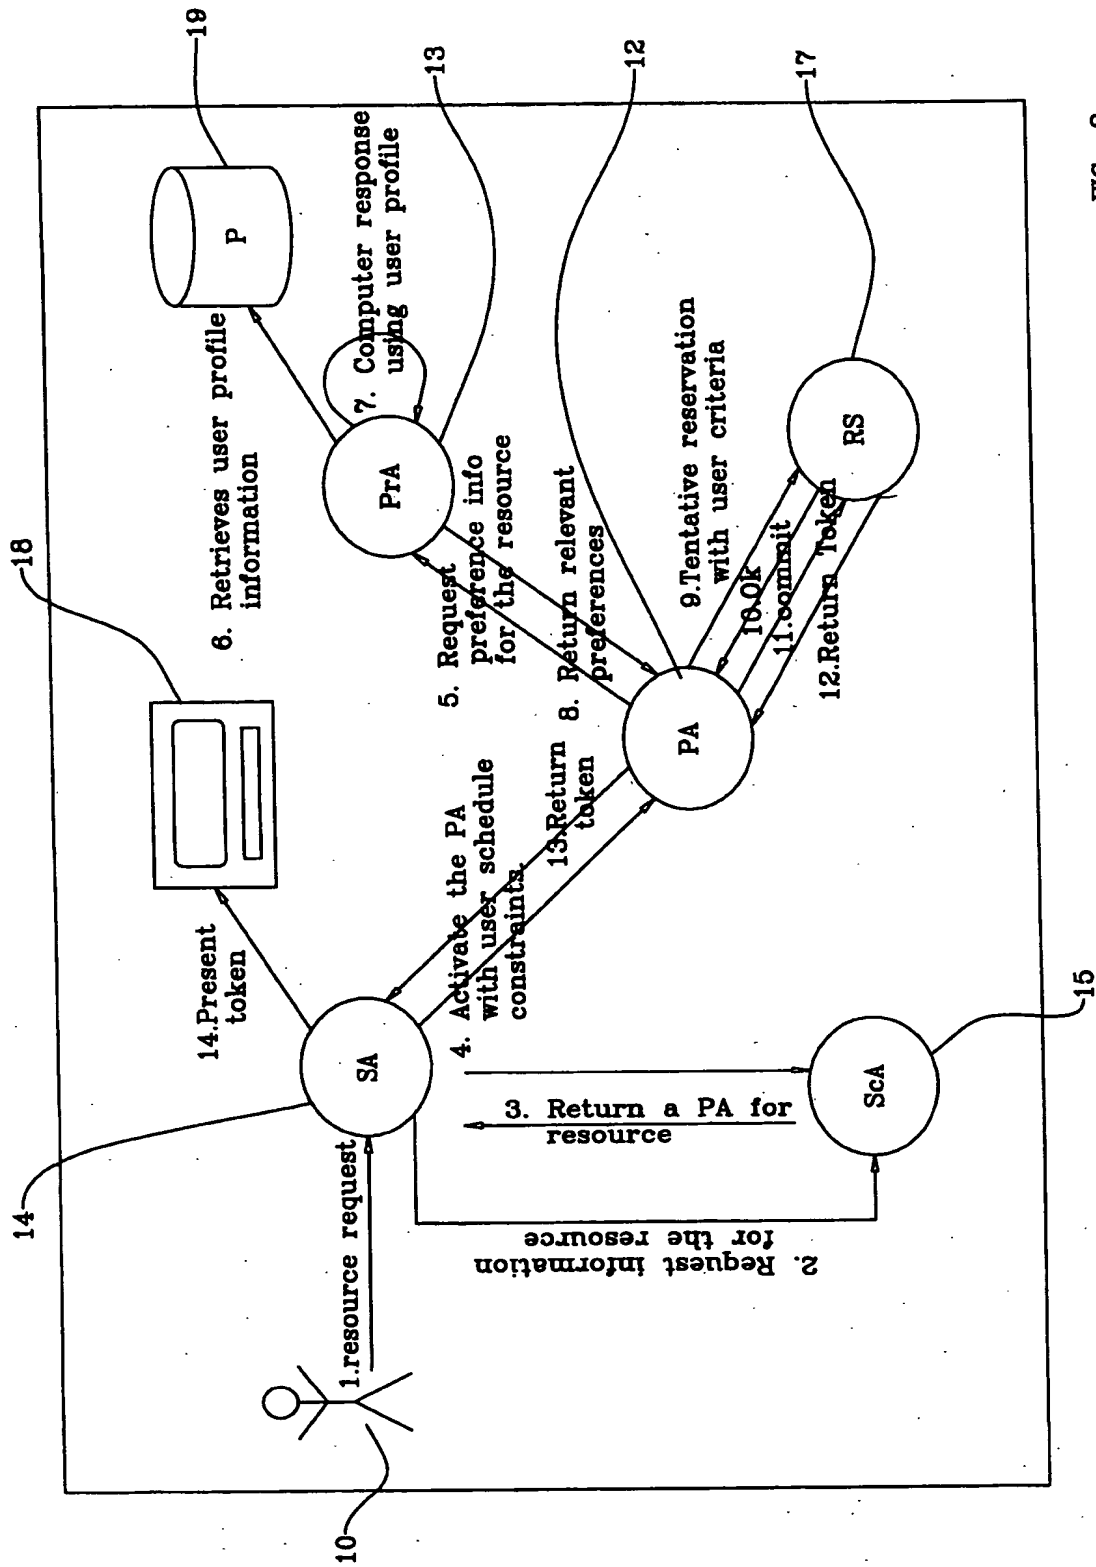 19
13
12
17
18
14
15
10
P
6. Retrieves user profile
information
7. Computer response
using user profile
PrA
5. Request
preference info
for the resource
8. Return relevant
preferences
9.Tentative reservation
with user criteria
10.Ok
11.commit
12.Return Token
RS
PA
13.Return
token
4. Activate the PA
with user schedule
constraints.
14.Present
token
SA
3. Return a PA for
resource
ScA
2. Request information
for the resource
1.resource request